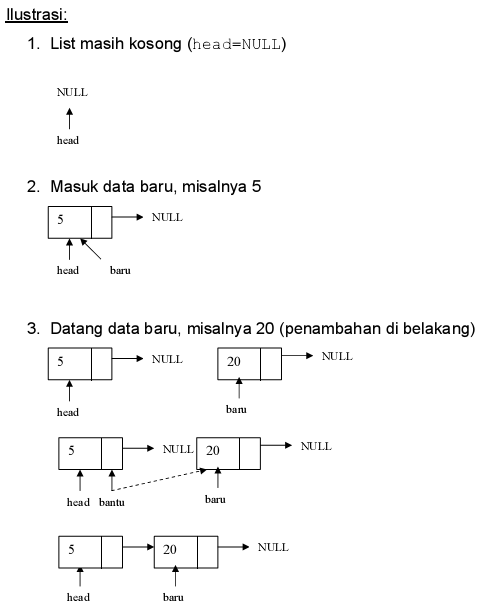 Ilustrasi:
1. List masih kosong (head=NULL)
NULL
head
2. Masuk data baru, misalnya 5
5 NULL
head baru
3. Datang data baru, misalnya 20 (penambahan di belakang)
5 NULL 20 NULL
head baru
5 NULL 20 NULL
head bantu baru
5 20 NULL
head baru